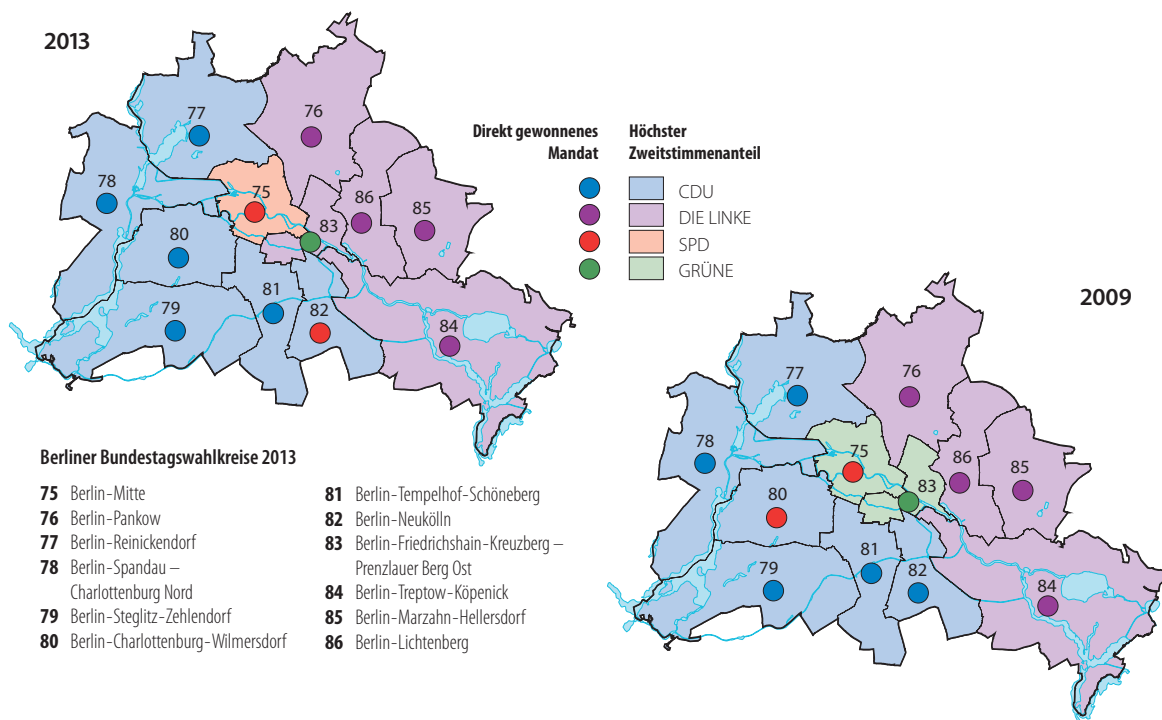 2013
77
76
78
75
86
85
83
80
81
82
79
84
Direkt gewonnenes
Mandat
Höchster
Zweitstimmenanteil
CDU
DIE LINKE
SPD
GRÜNE
2009
77
76
78
75
86
85
83
80
81
82
79
84
Berliner Bundestagswahlkreise 2013
75 Berlin-Mitte
76 Berlin-Pankow
77 Berlin-Reinickendorf
78 Berlin-Spandau –
Charlottenburg Nord
79 Berlin-Steglitz-Zehlendorf
80 Berlin-Charlottenburg-Wilmersdorf
81 Berlin-Tempelhof-Schöneberg
82 Berlin-Neukölln
83 Berlin-Friedrichshain-Kreuzberg –
Prenzlauer Berg Ost
84 Berlin-Treptow-Köpenick
85 Berlin-Marzahn-Hellersdorf
86 Berlin-Lichtenberg